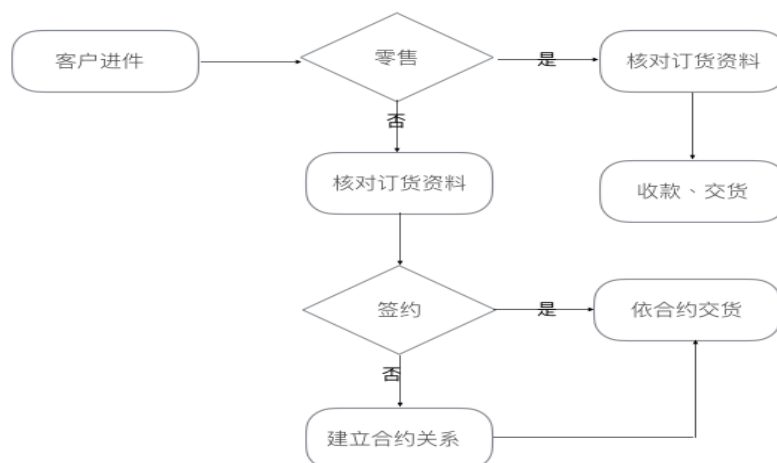 客户进件
零售
是
核对订货资料
否
核对订货资料
收款、交货
签约
是
依合约交货
否
建立合约关系